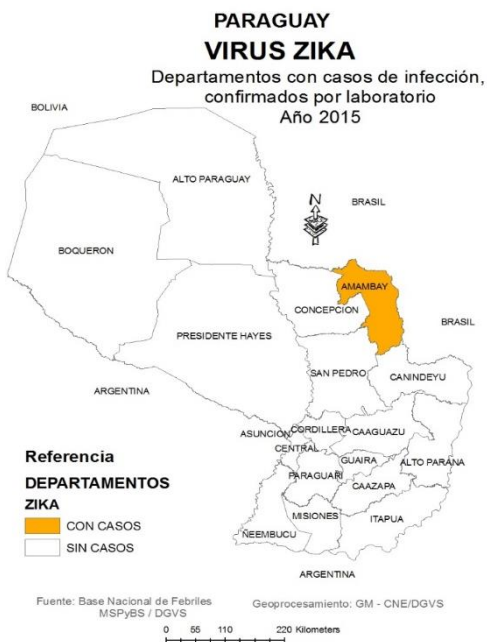 PARAGUAY
VIRUS ZIKA
Departamentos con casos de infección,
confirmados por laboratorio
Año 2015
BOLIVIA
ALTO PARAGUAY
N
BRASIL
BOQUERON
AMAMBAY
CONCEPCION
PRESIDENTE HAYES
BRASIL
SAN PEDRO
CANINDEYU
ARGENTINA
ASUNCION
CORDILLERA
CAAGUAZU
CENTRAL
GUAIRA
ALTO PARANA
PARAGUARI
CAAZAPA
MISIONES
ITAPUA
ÑEEMBUCU
ARGENTINA
Referencia
DEPARTAMENTOS
ZIKA
CON CASOS
SIN CASOS
Fuente: Base Nacional de Febriles
MSPyBS / DGVS
Geoprocesamiento: GM - CNE/DGVS
0 55 110 220 Kilometers